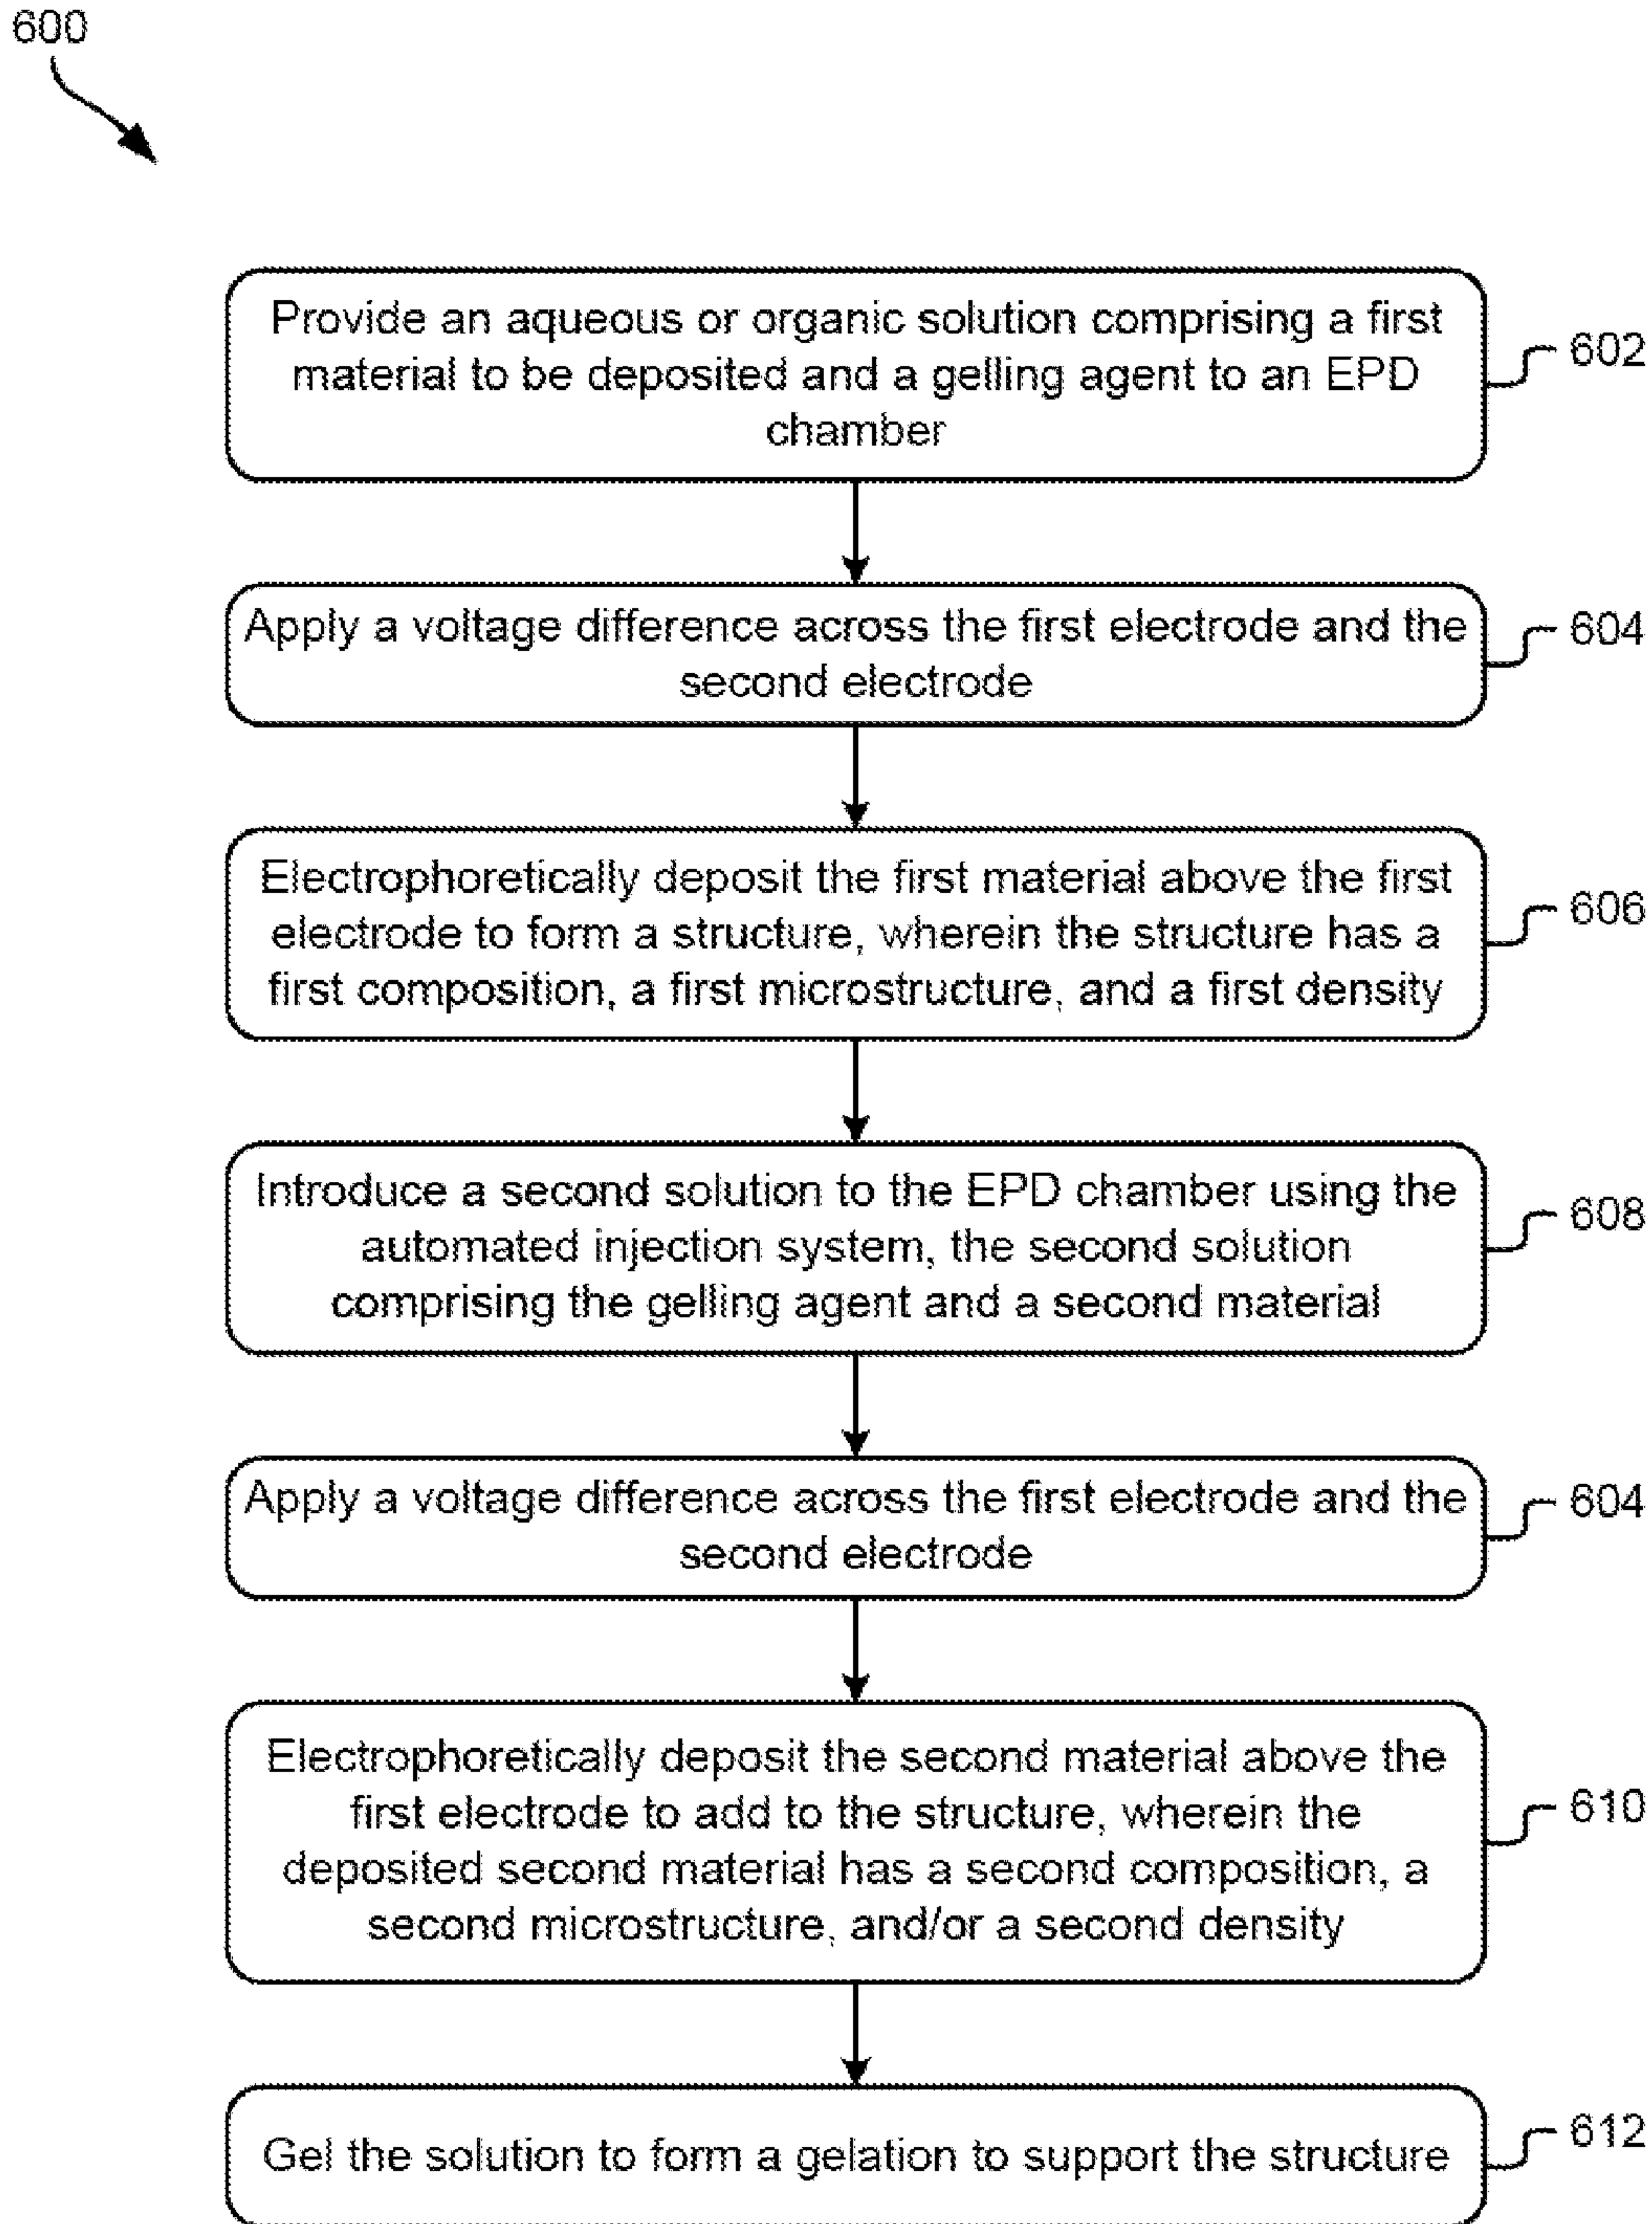 600
Provide an aqueous or organic solution comprising a first
material to be deposited and a gelling agent to an EPD
chamber
602
Apply a voltage difference across the first electrode and the
second electrode
604
Electrophoretically deposit the first material above the first
electrode to form a structure, wherein the structure has a
first composition, a first microstructure, and a first density
606
Introduce a second solution to the EPD chamber using the
automated injection system, the second solution
comprising the gelling agent and a second material
608
Apply a voltage difference across the first electrode and the
second electrode
604
Electrophoretically deposit the second material above the
first electrode to add to the structure, wherein the
deposited second material has a second composition, a
second microstructure, and/or a second density
610
Gel the solution to form a gelation to support the structure
612